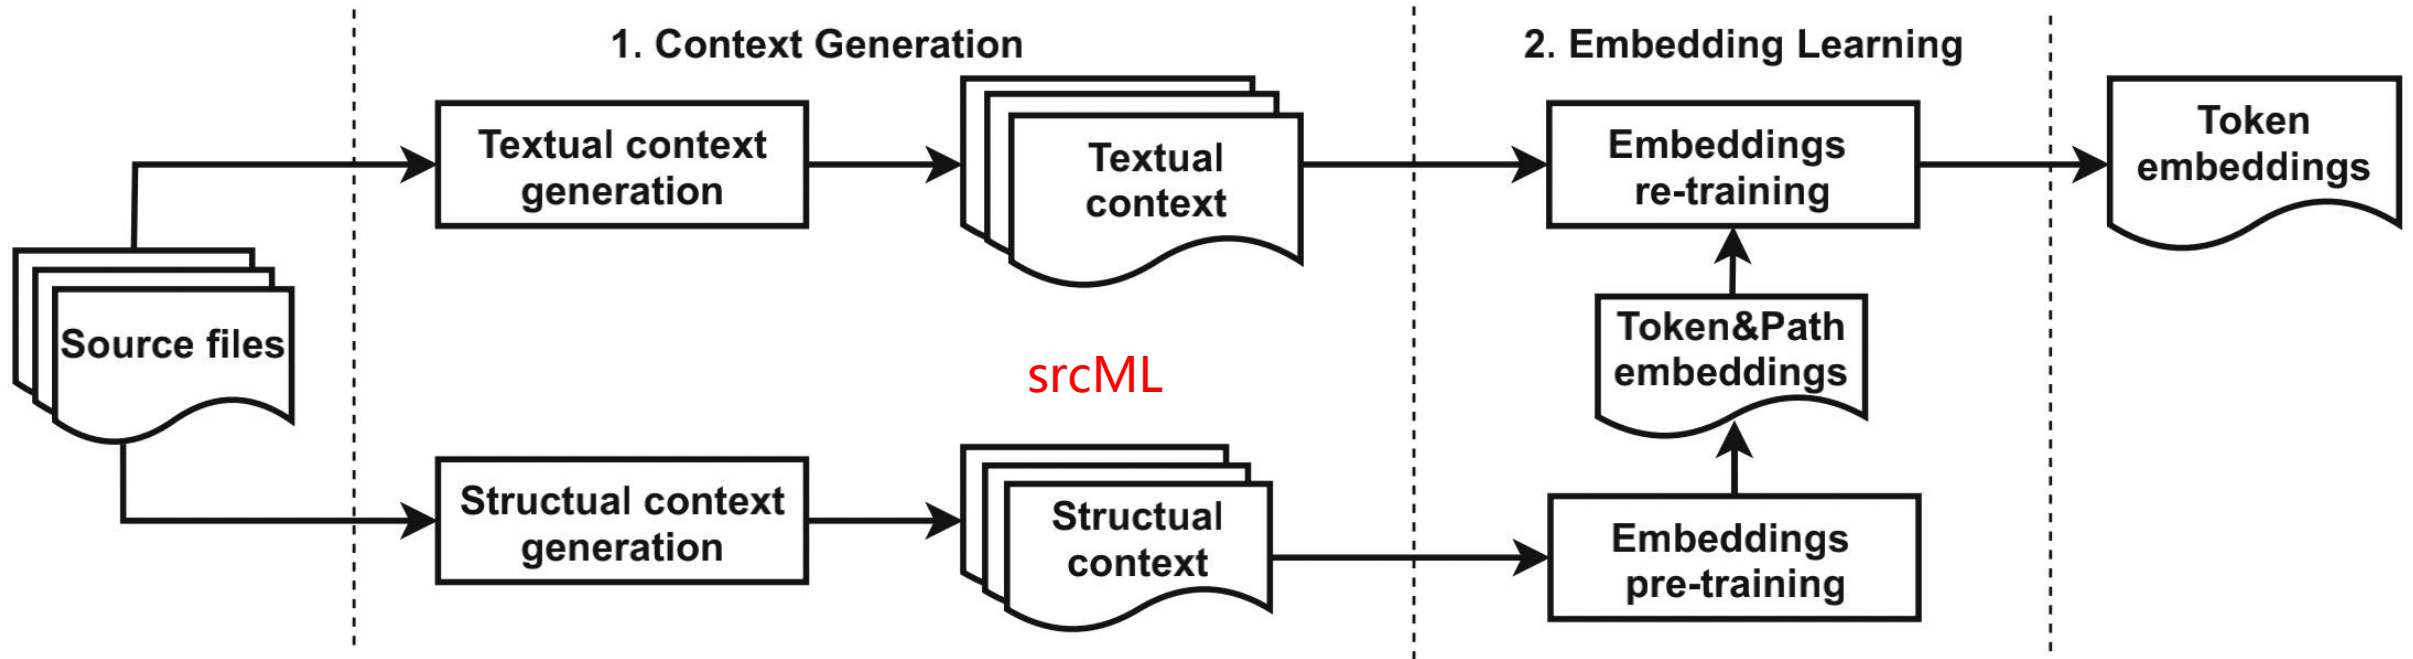 1. Context Generation
2. Embedding Learning
Textual context
generation
Textual
context
Embeddings
re-training
Token
embeddings
Source files
srcML
Token&Path
embeddings
Structual context
generation
Structual
context
Embeddings
pre-training